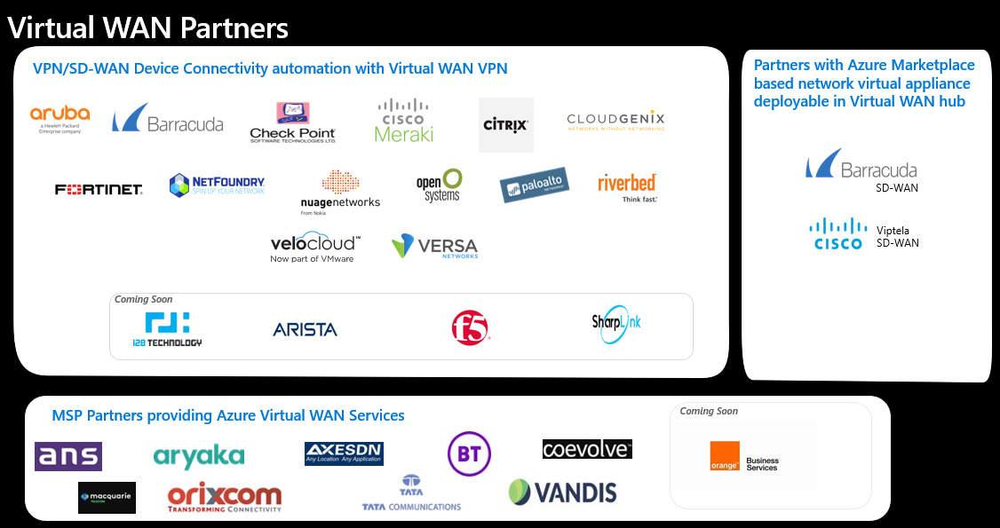 Virtual WAN Partners
VPN/SD-WAN Device Connectivity automation with Virtual WAN VPN
aruba
a Hewlett Packard
Enterprise company
Barracuda
Check Point
SOFTWARE TECHNOLOGIES LTD.
CISCO
Meraki
CITRIX
CLOUDGENIX
NETWORKS WITHOUT NETWORKING
FORTINET
NETFOUNDRY
SPIN UP YOUR NETWORK
nuagenetworks
From Nokia
open
systems
paloalto
NETWORKS
riverbed
Think fast.
velocloud™
Now part of VMware
VERSA
NETWORKS
Coming Soon
128 TECHNOLOGY
ARISTA
f5
SharpLink
Partners with Azure Marketplace
based network virtual appliance
deployable in Virtual WAN hub
Barracuda
SD-WAN
CISCO
Viptela
SD-WAN
MSP Partners providing Azure Virtual WAN Services
ans
aryaka
AXESDN
Any Location Any Application
BT
coevolve
macquarie
TELECOM
orixcom
TRANSFORMING CONNECTIVITY
TATA
TATA COMMUNICATIONS
VANDIS
Coming Soon
orange™
Business
Services